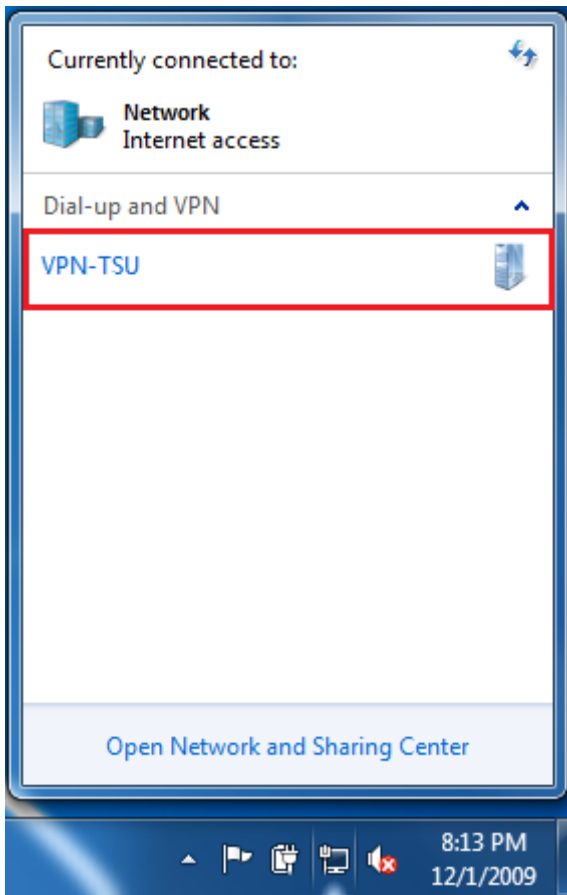 Currently connected to:
Network
Internet access
Dial-up and VPN
VPN-TSU
Open Network and Sharing Center
8:13 PM
12/1/2009